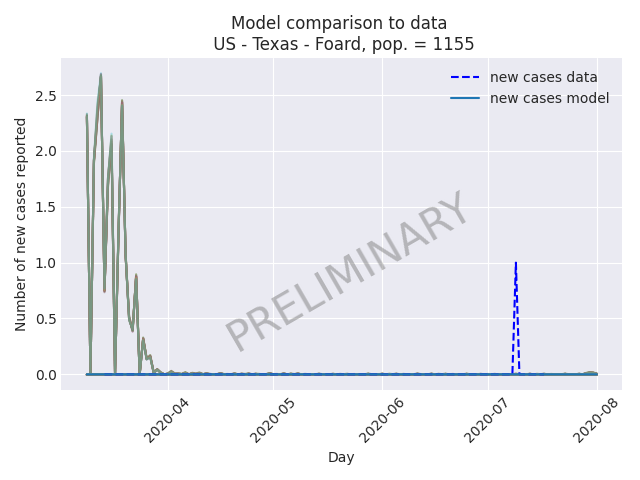 Model comparison to data
US - Texas - Foard, pop. = 1155
new cases data
new cases model
Number of new cases reported
2.5
2.0
1.5
1.0
0.5
0.0
PRELIMINARY
2020-04
2020-05
2020-06
2020-07
2020-08
Day